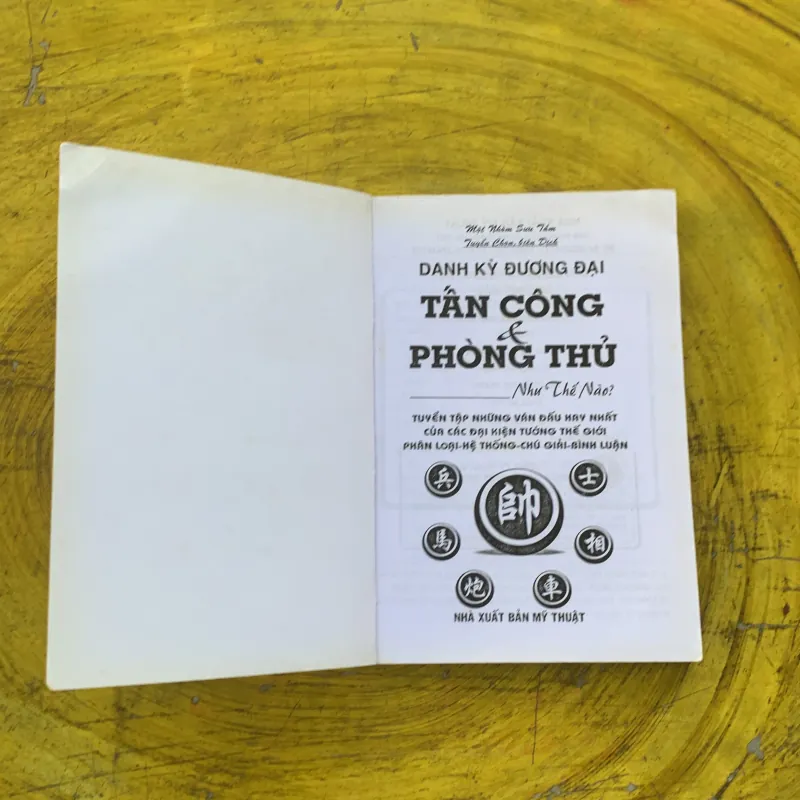 Một Nhóm Sưu Tầm
Tuyển Chọn, biên Dịch
DANH KỲ ĐƯƠNG ĐẠI
TẤN CÔNG
&
PHÒNG THỦ
Như Thế Nào?
TUYỂN TẬP NHỮNG VÁN ĐẤU HAY NHẤT
CỦA CÁC ĐẠI KIỆN TƯỚNG THẾ GIỚI
PHÂN LOẠI-HỆ THỐNG-CHÚ GIẢI-BÌNH LUẬN
兵
士
帥
馬
相
炮
車
NHÀ XUẤT BẢN MỸ THUẬT